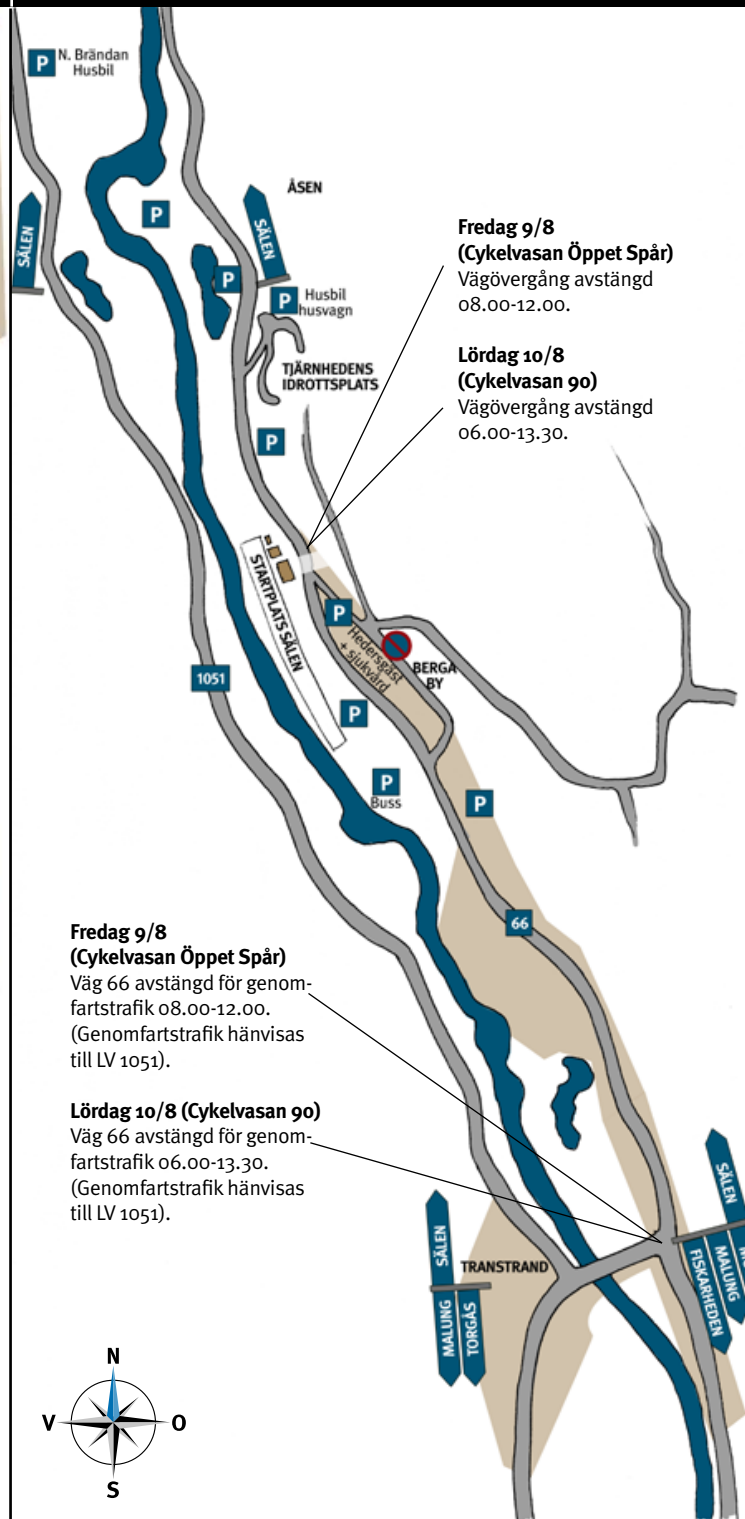 P
N. Brändan
Husbil
P
ÅSEN
SÄLEN
SÄLEN
P
P
Husbil
husvagn
TJÄRNHEDENS
IDROTTSPLATS
P
Fredag 9/8
(Cykelvasan Öppet Spår)
Vägövergång avstängd
08.00-12.00.
Lördag 10/8
(Cykelvasan 90)
Vägövergång avstängd
06.00-13.30.
STARTPLATS SÄLEN
P
Hedersgäst
+ sjukvård
BERGA
BY
1051
P
P
Buss
P
66
Fredag 9/8
(Cykelvasan Öppet Spår)
Väg 66 avstängd för genom-
fartstrafik 08.00-12.00.
(Genomfartstrafik hänvisas
till LV 1051).
Lördag 10/8 (Cykelvasan 90)
Väg 66 avstängd för genom-
fartstrafik 06.00-13.30.
(Genomfartstrafik hänvisas
till LV 1051).
SÄLEN
MALUNG
TORGÅS
TRANSTRAND
SÄLEN
FISKARHEDEN
MALUNG
N
V
O
S